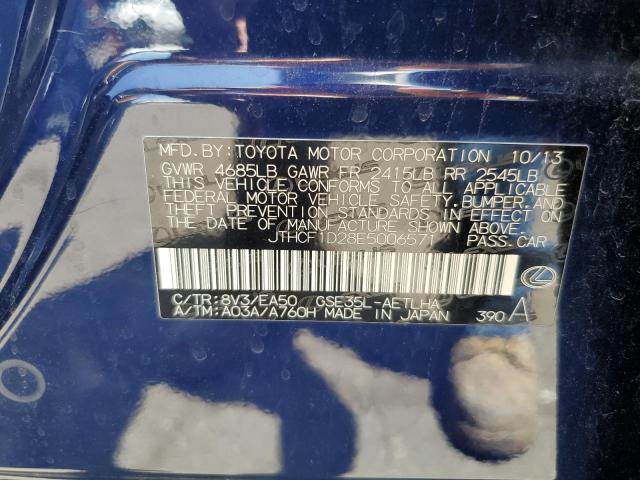 MFD.BY:TOYOTA MOTOR CORPORATION 10/13
GVWR 4685LB GAWR FR 2415LB RR 2545LB
THIS VEHICLE CONFORMS TO ALL APPLICABLE
FEDERAL MOTOR VEHICLE SAFETY, BUMPER, AND
THEFT PREVENTION STANDARDS IN EFFECT ON
THE DATE OF MANUFACTURE SHOWN ABOVE.
JTHCF1D28E5006571 PASS.CAR
C/TR:8V3/EA50 GSE35L-AETLHA
A/TM:A03A/A760H MADE IN JAPAN 390 A